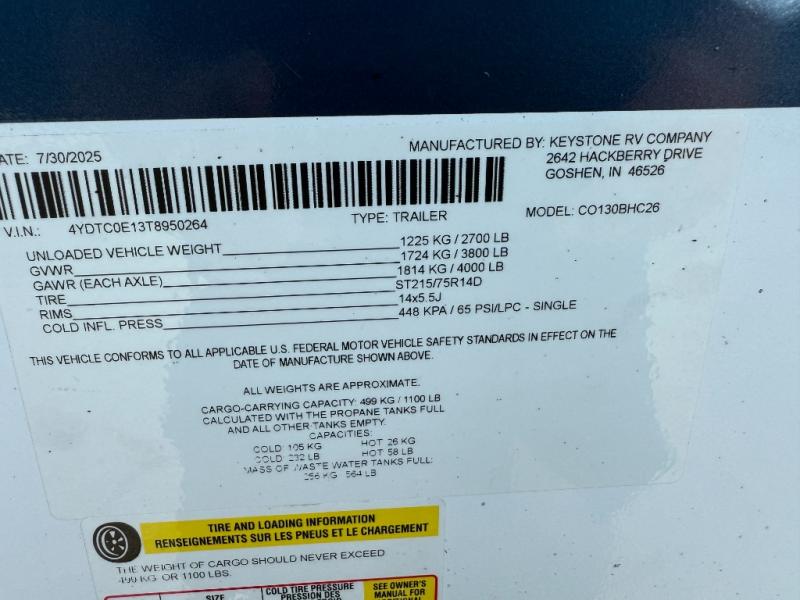 ATE: 7/30/2025
MANUFACTURED BY: KEYSTONE RV COMPANY
2642 HACKBERRY DRIVE
GOSHEN, IN 46526
V.I.N.: 4YDTC0E13T8950264
TYPE: TRAILER
MODEL: CO130BHC26
UNLOADED VEHICLE WEIGHT 1225 KG / 2700 LB
GVWR 1724 KG / 3800 LB
GAWR (EACH AXLE) 1814 KG / 4000 LB
TIRE ST215/75R14D
RIMS 14x5.5J
COLD INFL. PRESS 448 KPA / 65 PSI/LPC - SINGLE
THIS VEHICLE CONFORMS TO ALL APPLICABLE U.S. FEDERAL MOTOR VEHICLE SAFETY STANDARDS IN EFFECT ON THE
DATE OF MANUFACTURE SHOWN ABOVE.
ALL WEIGHTS ARE APPROXIMATE.
CARGO-CARRYING CAPACITY: 499 KG / 1100 LB
CALCULATED WITH THE PROPANE TANKS FULL
AND ALL OTHER TANKS EMPTY.
CAPACITIES:
COLD: 105 KG HOT: 26 KG
COLD: 232 LB HOT: 58 LB
MASS OF WASTE WATER TANKS FULL:
256 KG 564 LB
TIRE AND LOADING INFORMATION
RENSEIGNEMENTS SUR LES PNEUS ET LE CHARGEMENT
THE WEIGHT OF CARGO SHOULD NEVER EXCEED
499 KG OR 1100 LBS.
SIZE
COLD TIRE PRESSURE
PRESSION DES
SEE OWNER'S
MANUAL FOR